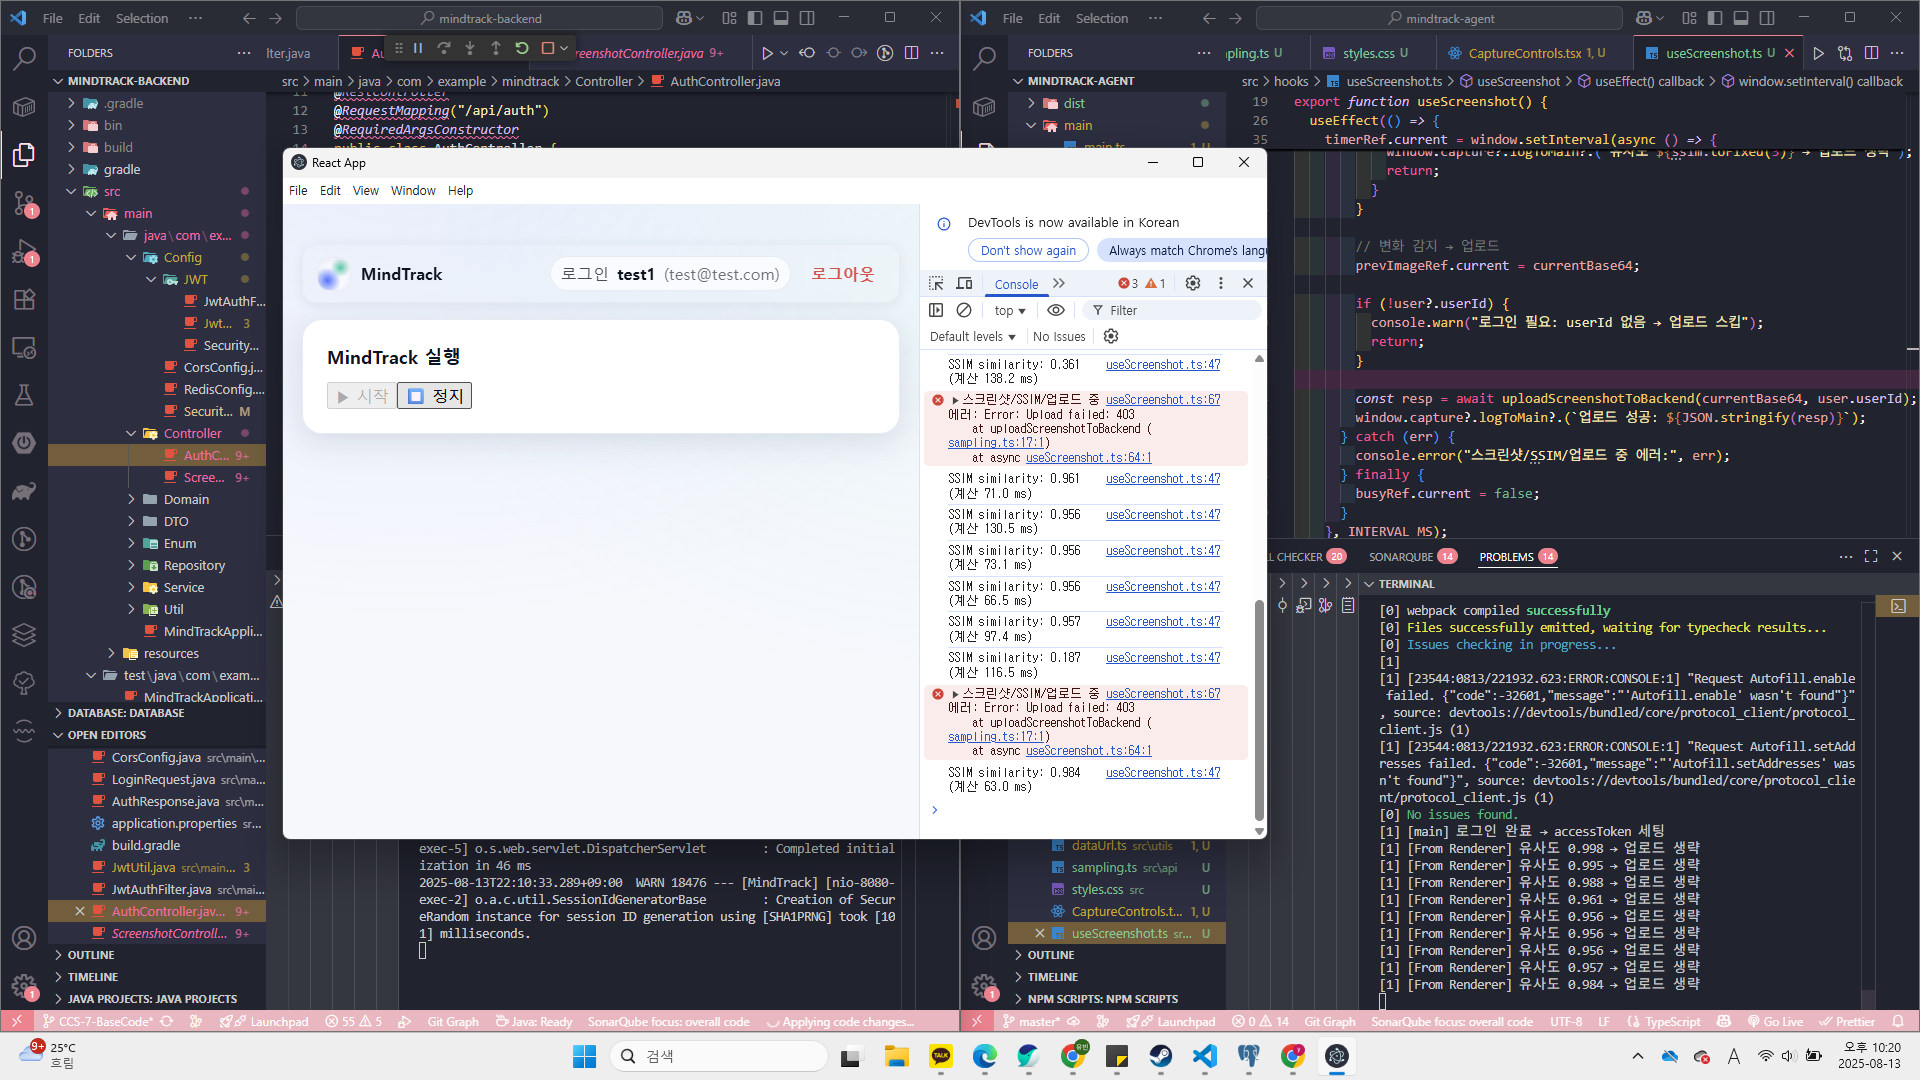 File Edit Selection ··· mindtrack-backend
FOLDERS ···
MINDTRACK-BACKEND
.gradle
bin
build
gradle
src
main
java\com\ex...
Config
JWT
JwtAuthF...
Jwt... 3
Security...
CorsConfig.j...
RedisConfig....
Securit... M
Controller
AuthC... 9+
Scree... 9+
Domain
DTO
Enum
Repository
Service
Util
MindTrackAppli...
resources
test\java\com\exam...
MindTrackApplicati...
DATABASE: DATABASE
OPEN EDITORS
CorsConfig.java src\main\...
LoginRequest.java src\ma...
AuthResponse.java src\m...
application.properties sr...
build.gradle
JwtUtil.java src\main... 3
JwtAuthFilter.java src\mai...
AuthController.jav... 9+
ScreenshotControll... 9+
OUTLINE
TIMELINE
JAVA PROJECTS: JAVA PROJECTS
lter.java
reenshotController.java 9+
src > main > java > com > example > mindtrack > Controller > AuthController.java
11 @RestController
12 @RequestMapping("/api/auth")
13 @RequiredArgsConstructor
public class AuthController {
React App
File Edit View Window Help
MindTrack
로그인 test1 (test@test.com)
로그아웃
MindTrack 실행
▶ 시작
정지
DevTools is now available in Korean
Don't show again
Always match Chrome's lang
Console 3 1
top ▼ Filter
Default levels ▼ No Issues
SSIM similarity: 0.361 useScreenshot.ts:47
(계산 138.2 ms)
▶스크린샷/SSIM/업로드 중 useScreenshot.ts:67
에러: Error: Upload failed: 403
at uploadScreenshotToBackend (
sampling.ts:17:1)
at async useScreenshot.ts:64:1
SSIM similarity: 0.961 useScreenshot.ts:47
(계산 71.0 ms)
SSIM similarity: 0.956 useScreenshot.ts:47
(계산 130.5 ms)
SSIM similarity: 0.956 useScreenshot.ts:47
(계산 73.1 ms)
SSIM similarity: 0.956 useScreenshot.ts:47
(계산 66.5 ms)
SSIM similarity: 0.957 useScreenshot.ts:47
(계산 97.4 ms)
SSIM similarity: 0.187 useScreenshot.ts:47
(계산 116.5 ms)
▶스크린샷/SSIM/업로드 중 useScreenshot.ts:67
에러: Error: Upload failed: 403
at uploadScreenshotToBackend (
sampling.ts:17:1)
at async useScreenshot.ts:64:1
SSIM similarity: 0.984 useScreenshot.ts:47
(계산 63.0 ms)
exec-5] o.s.web.servlet.DispatcherServlet : Completed initial
ization in 46 ms
2025-08-13T22:10:33.289+09:00 WARN 18476 --- [MindTrack] [nio-8080-
exec-2] o.a.c.util.SessionIdGeneratorBase : Creation of Secur
eRandom instance for session ID generation using [SHA1PRNG] took [10
1] milliseconds.
CCS-7-BaseCode* Launchpad 55 5 Git Graph Java: Ready SonarQube focus: overall code Applying code changes...
File Edit Selection ··· mindtrack-agent
FOLDERS ···
MINDTRACK-AGENT
dist
main
main.ts 1, U
mpling.ts U
styles.css U
CaptureControls.tsx 1, U
useScreenshot.ts U
src > hooks > useScreenshot.ts > useScreenshot > useEffect() callback > window.setInterval() callback
19 export function useScreenshot() {
26 useEffect(() => {
35 timerRef.current = window.setInterval(async () => {
window.capture?.logToMain?.(`유사도 ${ssim.toFixed(3)} → 업로드 생략`);
return;
}
}
// 변화 감지 → 업로드
prevImageRef.current = currentBase64;
if (!user?.userId) {
console.warn("로그인 필요: userId 없음 → 업로드 스킵");
return;
}
const resp = await uploadScreenshotToBackend(currentBase64, user.userId);
window.capture?.logToMain?.(`업로드 성공: ${JSON.stringify(resp)}`);
} catch (err) {
console.error("스크린샷/SSIM/업로드 중 에러:", err);
} finally {
busyRef.current = false;
}
}, INTERVAL_MS);
LL CHECKER 20 SONARQUBE 14 PROBLEMS 14
TERMINAL
[0] webpack compiled successfully
[0] Files successfully emitted, waiting for typecheck results...
[0] Issues checking in progress...
[1]
[1] [23544:0813/221932.623:ERROR:CONSOLE:1] "Request Autofill.enable
failed. {"code":-32601,"message":"'Autofill.enable' wasn't found"}"
, source: devtools://devtools/bundled/core/protocol_client/protocol_
client.js (1)
[1] [23544:0813/221932.623:ERROR:CONSOLE:1] "Request Autofill.setAdd
resses failed. {"code":-32601,"message":"'Autofill.setAddresses' was
n't found"}", source: devtools://devtools/bundled/core/protocol_clie
nt/protocol_client.js (1)
[0] No issues found.
[1] [main] 로그인 완료 → accessToken 세팅
[1] [From Renderer] 유사도 0.998 → 업로드 생략
[1] [From Renderer] 유사도 0.995 → 업로드 생략
[1] [From Renderer] 유사도 0.988 → 업로드 생략
[1] [From Renderer] 유사도 0.961 → 업로드 생략
[1] [From Renderer] 유사도 0.956 → 업로드 생략
[1] [From Renderer] 유사도 0.956 → 업로드 생략
[1] [From Renderer] 유사도 0.956 → 업로드 생략
[1] [From Renderer] 유사도 0.957 → 업로드 생략
[1] [From Renderer] 유사도 0.984 → 업로드 생략
dataUrl.ts src\utils 1, U
sampling.ts src\api U
styles.css src U
CaptureControls.t... 1, U
useScreenshot.ts sr... U
OUTLINE
TIMELINE
NPM SCRIPTS: NPM SCRIPTS
master* Launchpad 0 14 Git Graph SonarQube focus: overall code UTF-8 LF TypeScript Go Live Prettier
9+ 25°C
흐림
검색
TALK
A
오후 10:20
2025-08-13